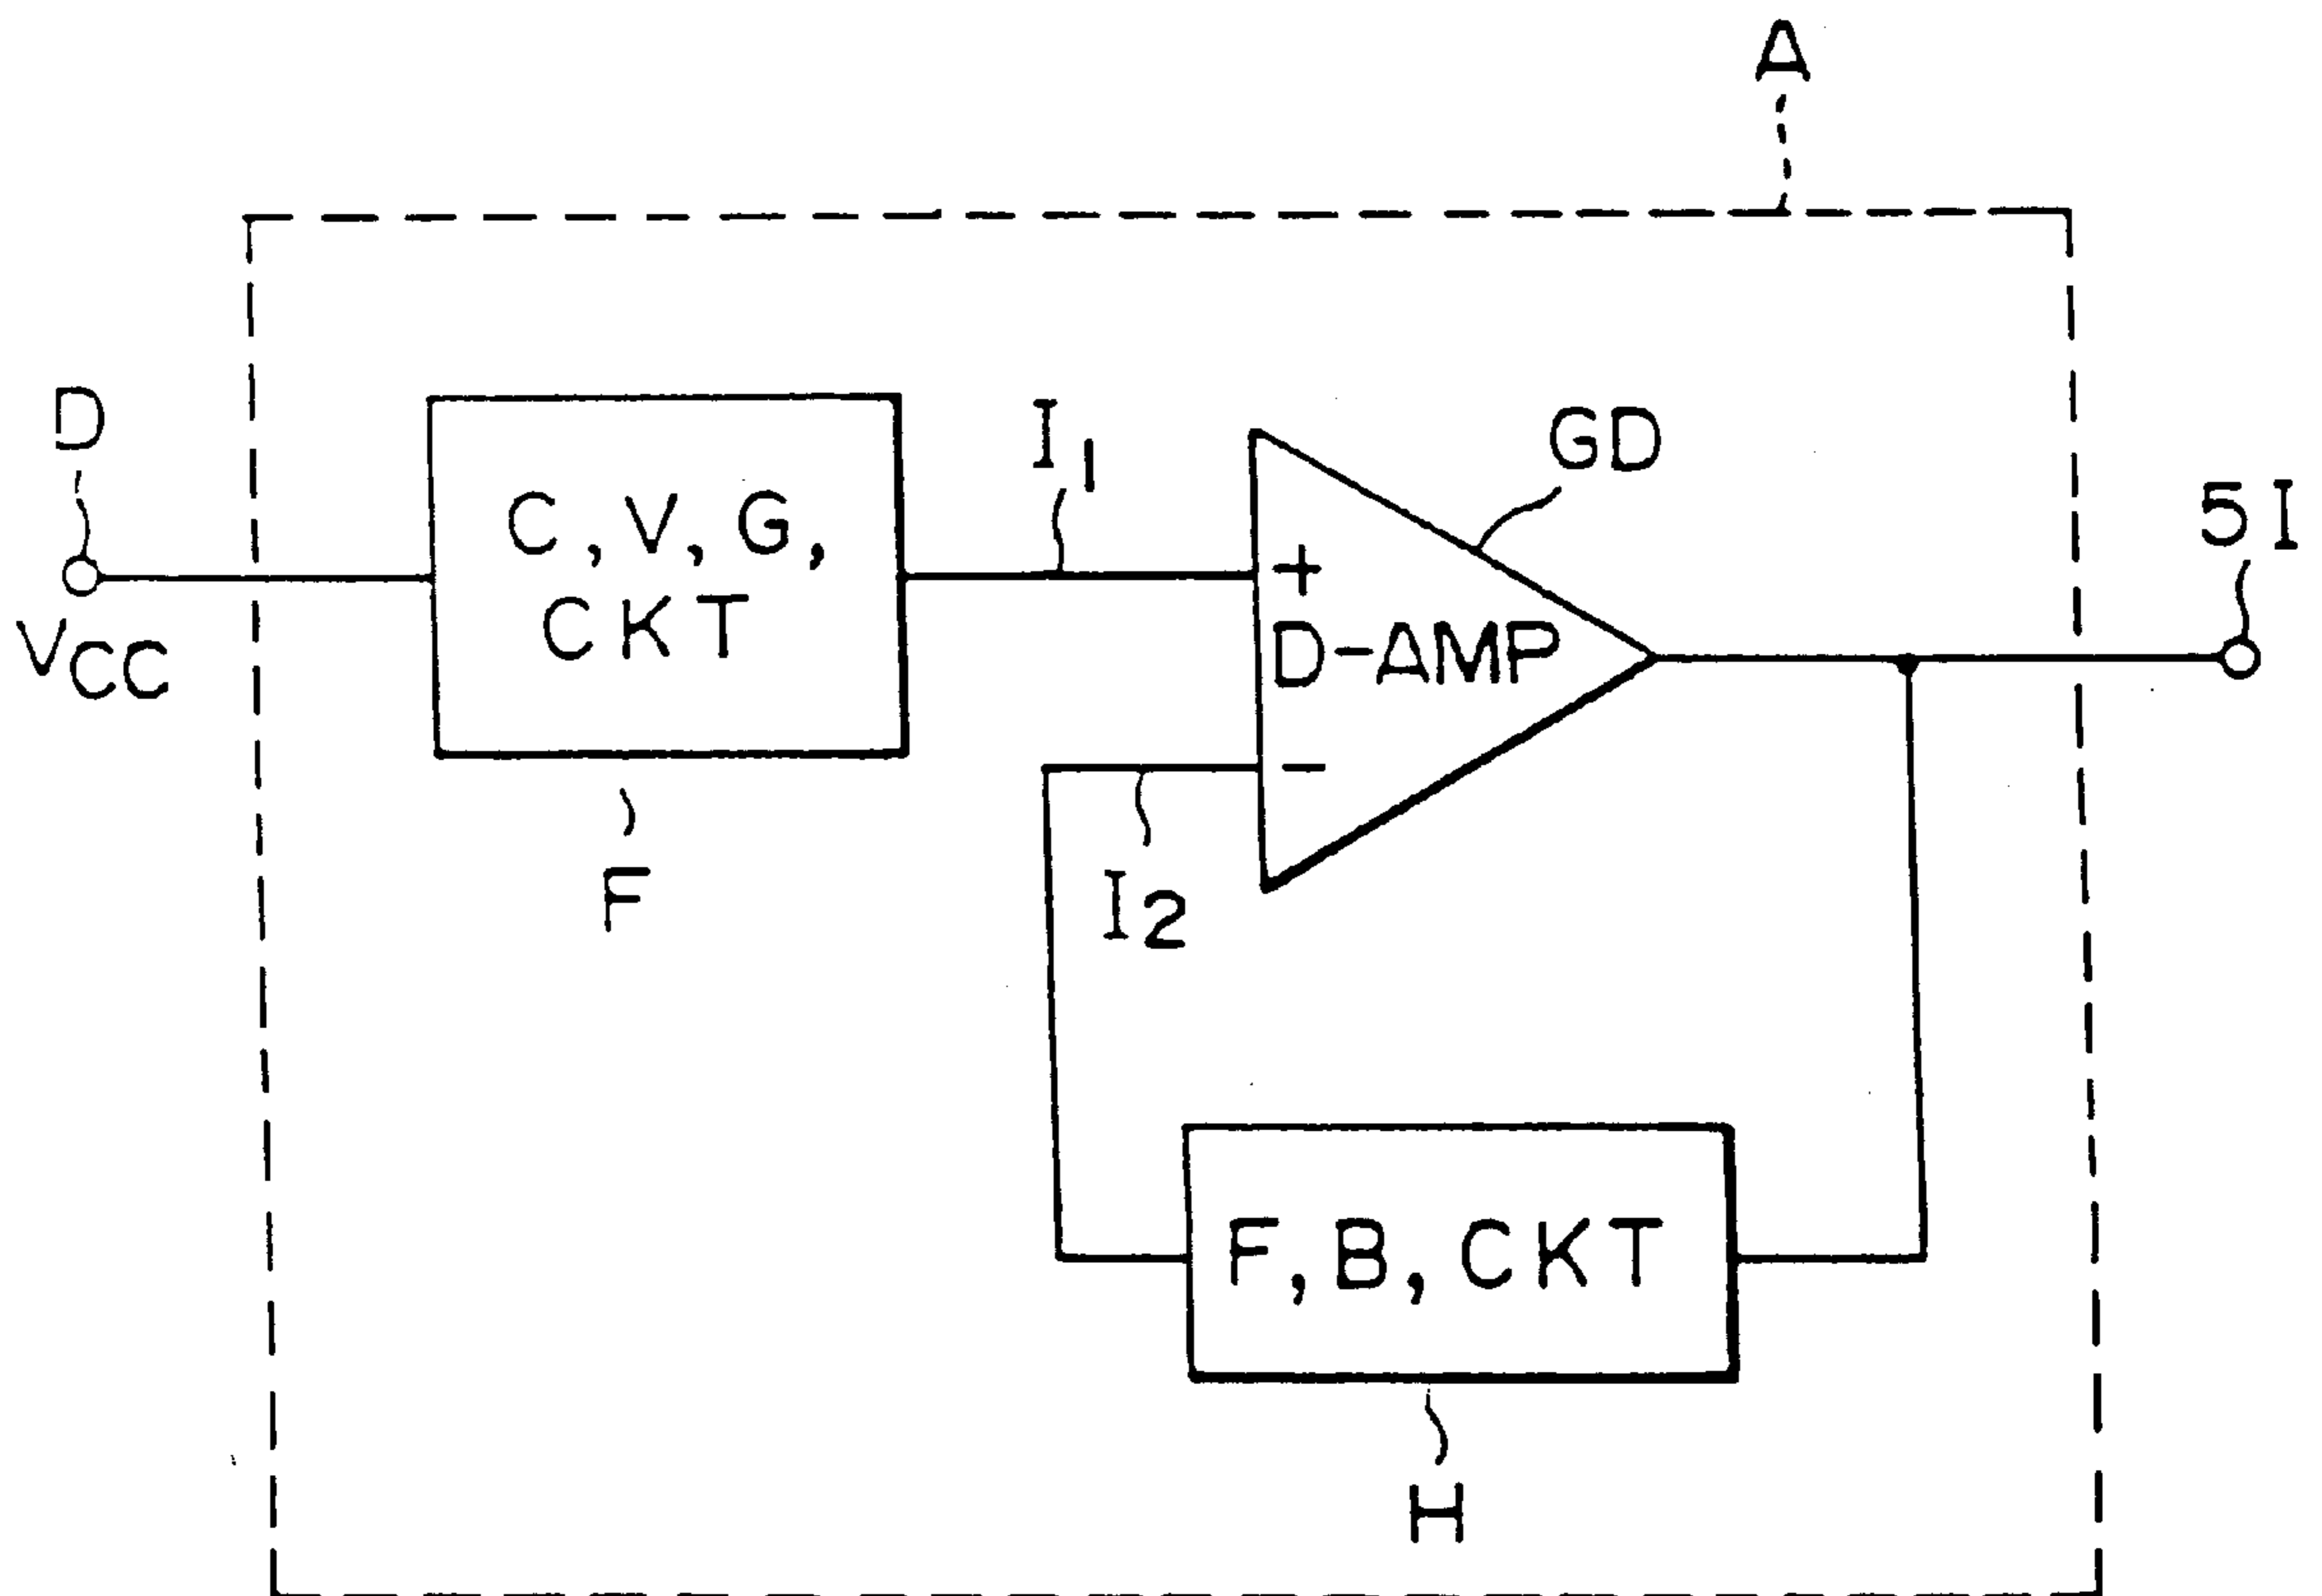 A
D
VCC
C,V,G,
CKT
F
I1
GD
+
D-AMP
-
I2
5I
F,B,CKT
H